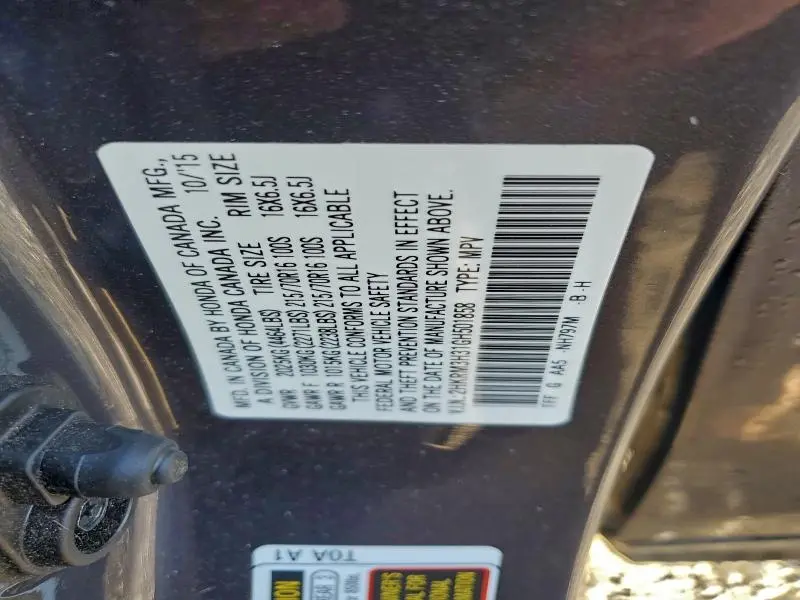 MFD. IN CANADA BY HONDA OF CANADA MFG.,
A DIVISION OF HONDA CANADA INC. 10/'15
TIRE SIZE RIM SIZE
GVWR 2025KG(4464LBS)
GAWR F 1030KG(2271LBS) 215/70R16 100S 16X6.5J
GAWR R 1015KG(2238LBS) 215/70R16 100S 16X6.5J
THIS VEHICLE CONFORMS TO ALL APPLICABLE
FEDERAL MOTOR VEHICLE SAFETY
AND THEFT PREVENTION STANDARDS IN EFFECT
ON THE DATE OF MANUFACTURE SHOWN ABOVE.
V.I.N. 2HKRM3H31GH501858 TYPE: MPV
FFF G AA5 -NH797M -B-H
T0A A1